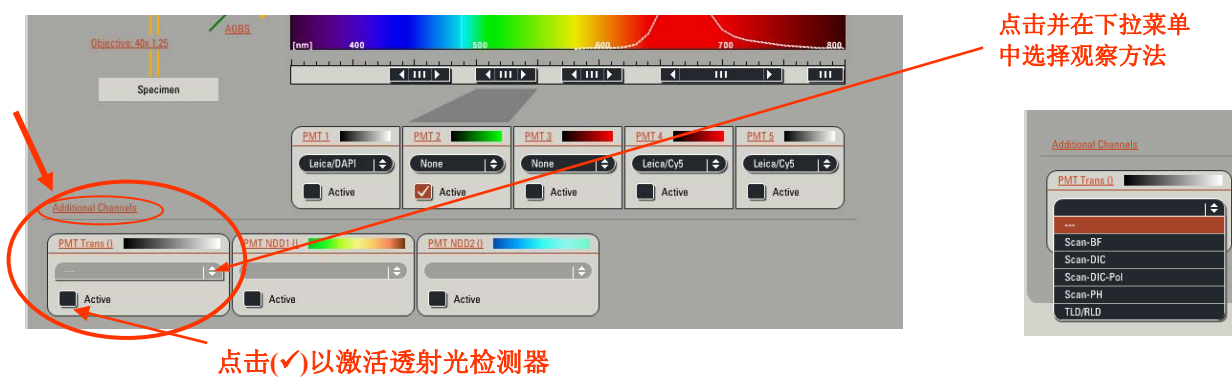 点击并在下拉菜单
中选择观察方法
AOBS
Objective: 40x 1.25
Specimen
[nm] 400 500 600 700 800
PMT 1 PMT 2 PMT 3 PMT 4 PMT 5
Leica/DAPI None None Leica/Cy5 Leica/Cy5
Active Active Active Active Active
Additional Channels
PMT Trans () PMT NDD1 () PMT NDD2 ()
---
Active Active Active
点击(✓)以激活透射光检测器
Additional Channels
PMT Trans ()
---
Scan-BF
Scan-DIC
Scan-DIC-Pol
Scan-PH
TLD/RLD